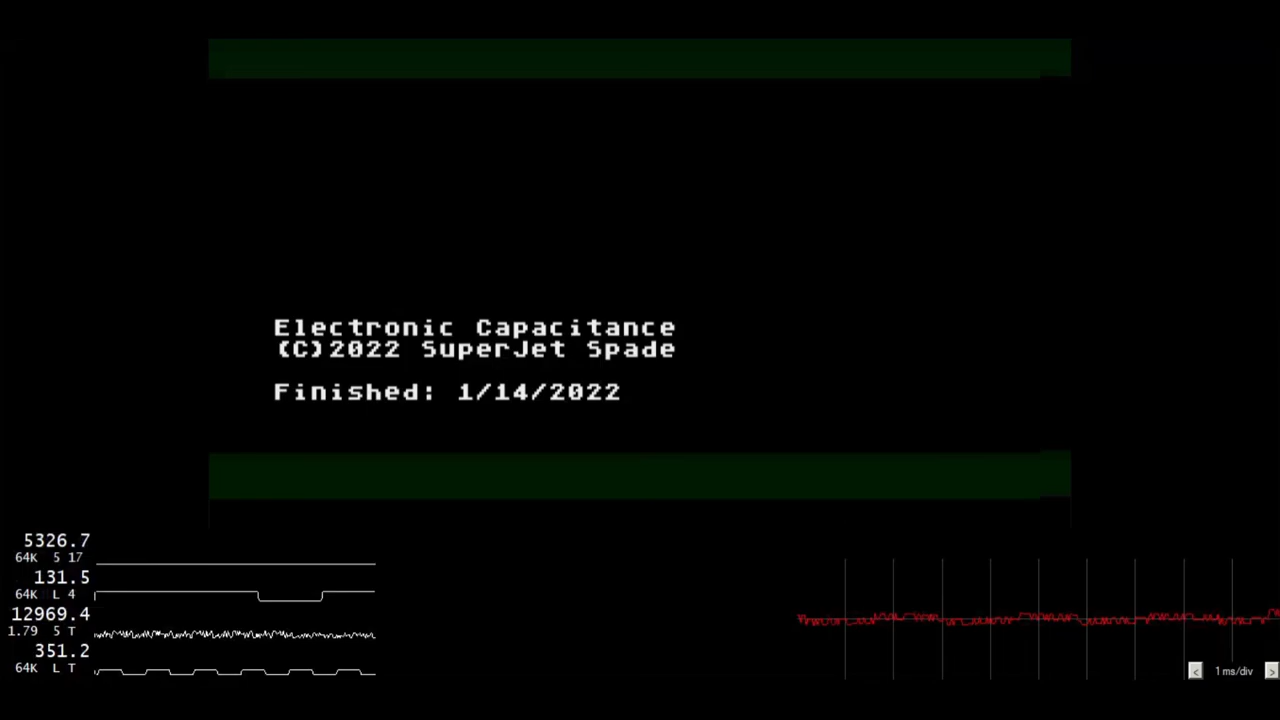 Electronic Capacitance
(C)2022 SuperJet Spade
Finished: 1/14/2022
5326.7
64K 5 17
131.5
64K L 4
12969.4
1.79 5 T
351.2
64K L T
< 1 ms/div >